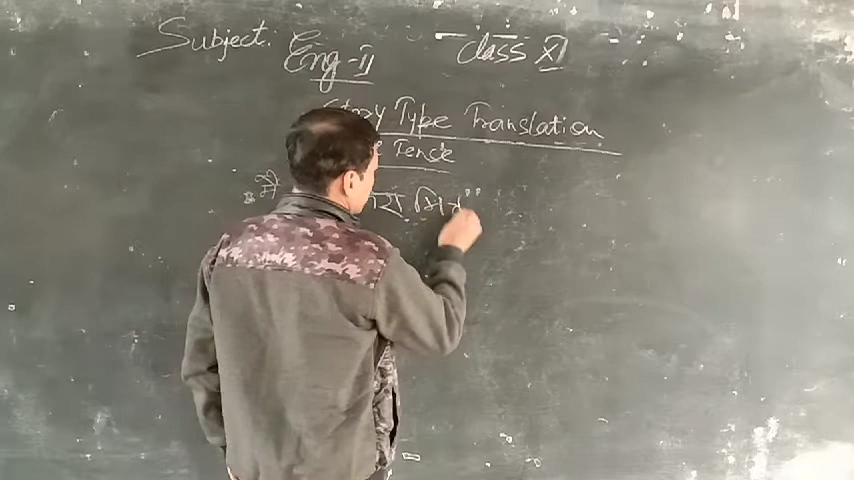 Subject. Eng-II Class XI
Type Translation
Tense
मित्र"